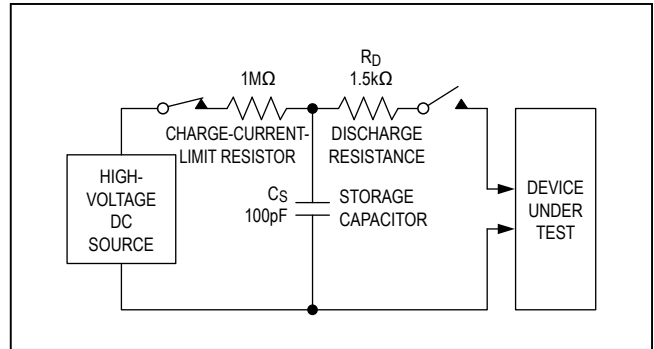 1MΩ
CHARGE-CURRENT-
LIMIT RESISTOR
RD
1.5kΩ
DISCHARGE
RESISTANCE
HIGH-
VOLTAGE
DC
SOURCE
CS
100pF
STORAGE
CAPACITOR
DEVICE
UNDER
TEST